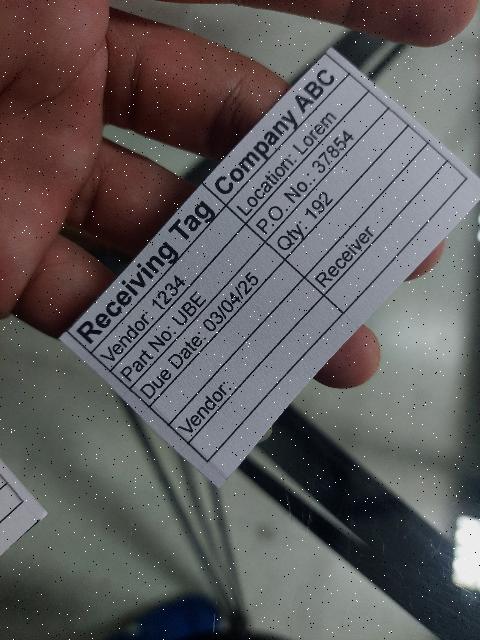 Receiving Tag Company ABC
Vendor: 1234 Location: Lorem
Part No: UBE P.O. No.: 37854
Due Date: 03/04/25 Qty: 192
Vendor: Receiver